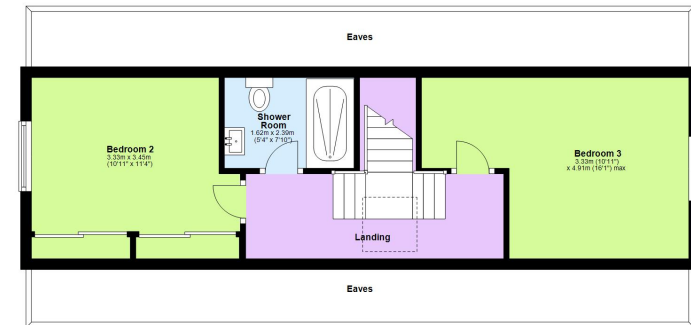 Eaves
Shower
Room
1.62m x 2.39m
(5'4" x 7'10")
Bedroom 2
3.33m x 3.45m
(10'11" x 11'4")
Bedroom 3
3.33m (10'11")
x 4.91m (16'1") max
Landing
Eaves